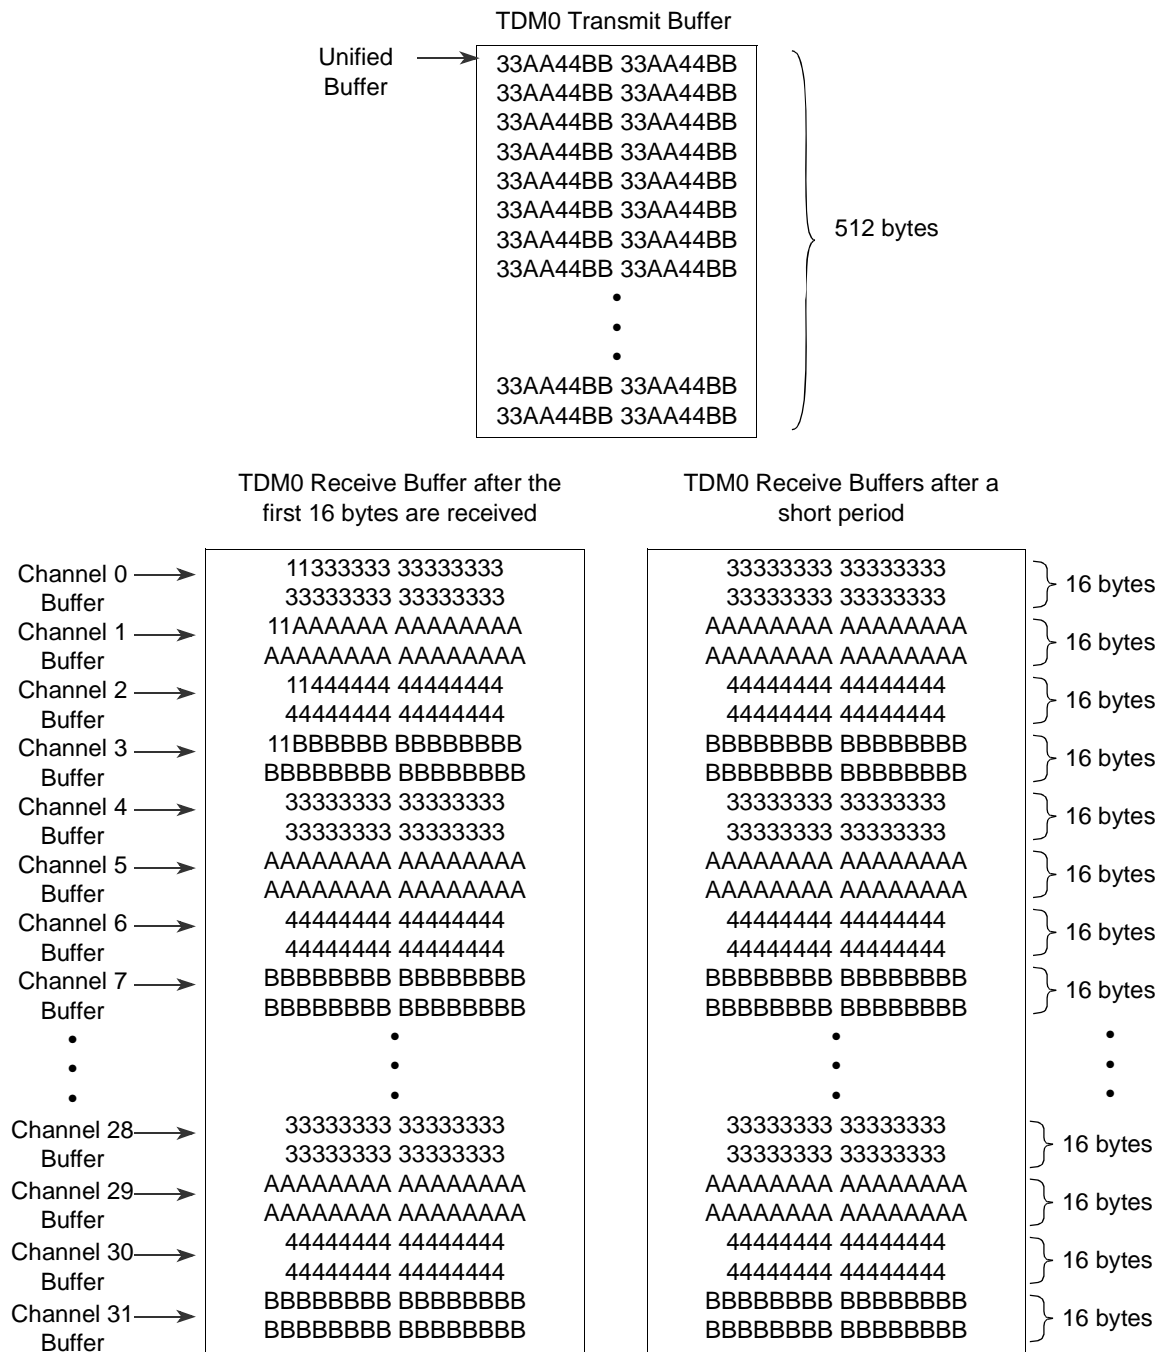 TDM0 Transmit Buffer
Unified
Buffer
33AA44BB 33AA44BB
33AA44BB 33AA44BB
33AA44BB 33AA44BB
33AA44BB 33AA44BB
33AA44BB 33AA44BB
33AA44BB 33AA44BB
33AA44BB 33AA44BB
33AA44BB 33AA44BB
33AA44BB 33AA44BB
33AA44BB 33AA44BB
512 bytes
TDM0 Receive Buffer after the
first 16 bytes are received
TDM0 Receive Buffers after a
short period
Channel 0
Buffer
11333333 33333333
33333333 33333333
33333333 33333333
33333333 33333333
16 bytes
Channel 1
Buffer
11AAAAAA AAAAAAAA
AAAAAAAA AAAAAAAA
AAAAAAAA AAAAAAAA
AAAAAAAA AAAAAAAA
16 bytes
Channel 2
Buffer
11444444 44444444
44444444 44444444
44444444 44444444
44444444 44444444
16 bytes
Channel 3
Buffer
11BBBBBB BBBBBBBB
BBBBBBBB BBBBBBBB
BBBBBBBB BBBBBBBB
BBBBBBBB BBBBBBBB
16 bytes
Channel 4
Buffer
33333333 33333333
33333333 33333333
33333333 33333333
33333333 33333333
16 bytes
Channel 5
Buffer
AAAAAAAA AAAAAAAA
AAAAAAAA AAAAAAAA
AAAAAAAA AAAAAAAA
AAAAAAAA AAAAAAAA
16 bytes
Channel 6
Buffer
44444444 44444444
44444444 44444444
44444444 44444444
44444444 44444444
16 bytes
Channel 7
Buffer
BBBBBBBB BBBBBBBB
BBBBBBBB BBBBBBBB
BBBBBBBB BBBBBBBB
BBBBBBBB BBBBBBBB
16 bytes
Channel 28
Buffer
33333333 33333333
33333333 33333333
33333333 33333333
33333333 33333333
16 bytes
Channel 29
Buffer
AAAAAAAA AAAAAAAA
AAAAAAAA AAAAAAAA
AAAAAAAA AAAAAAAA
AAAAAAAA AAAAAAAA
16 bytes
Channel 30
Buffer
44444444 44444444
44444444 44444444
44444444 44444444
44444444 44444444
16 bytes
Channel 31
Buffer
BBBBBBBB BBBBBBBB
BBBBBBBB BBBBBBBB
BBBBBBBB BBBBBBBB
BBBBBBBB BBBBBBBB
16 bytes